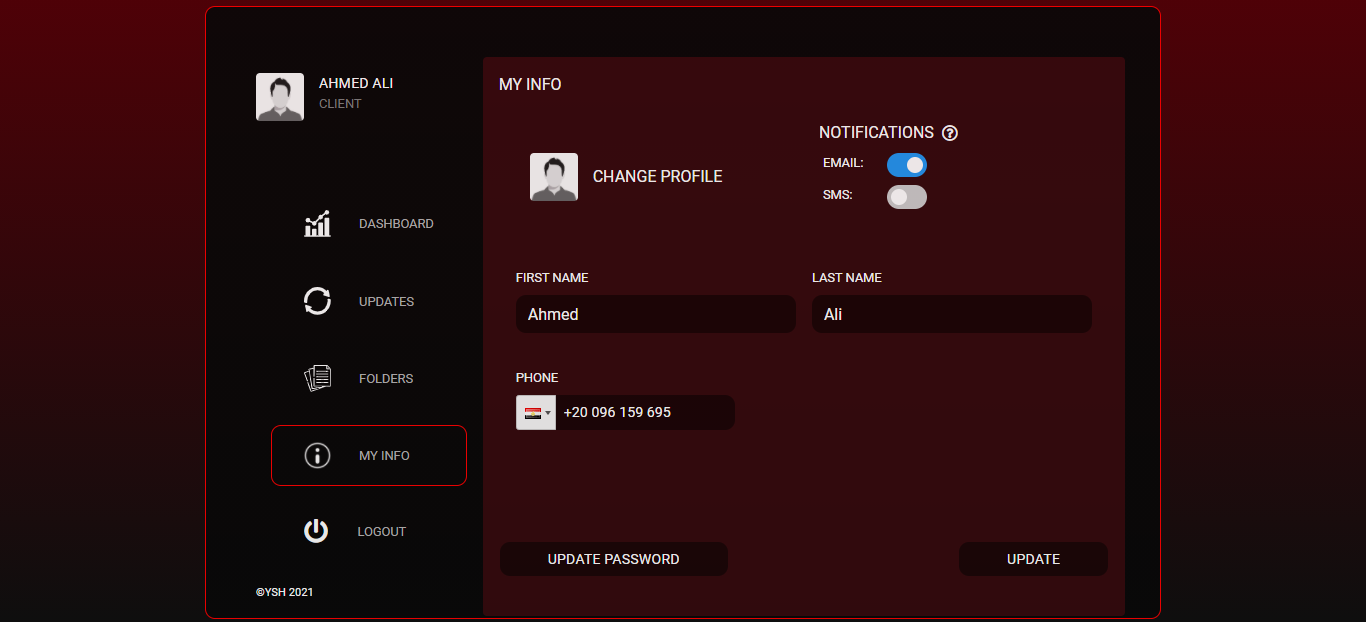 AHMED ALI
CLIENT
DASHBOARD
UPDATES
FOLDERS
MY INFO
LOGOUT
©YSH 2021
MY INFO
CHANGE PROFILE
NOTIFICATIONS ?
EMAIL:
SMS:
FIRST NAME
Ahmed
LAST NAME
Ali
PHONE
+20 096 159 695
UPDATE PASSWORD
UPDATE